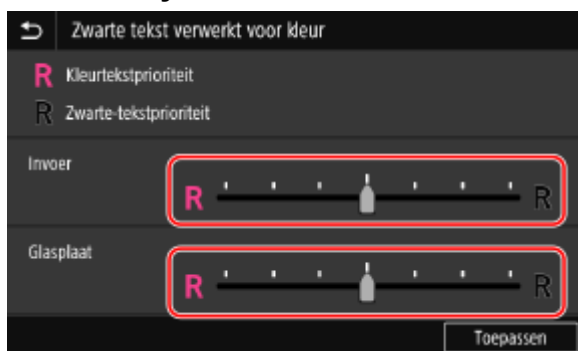 Zwarte tekst verwerkt voor kleur
R Kleurtekstprioriteit
R Zwarte-tekstprioriteit
Invoer
R R
Glasplaat
R R
Toepassen